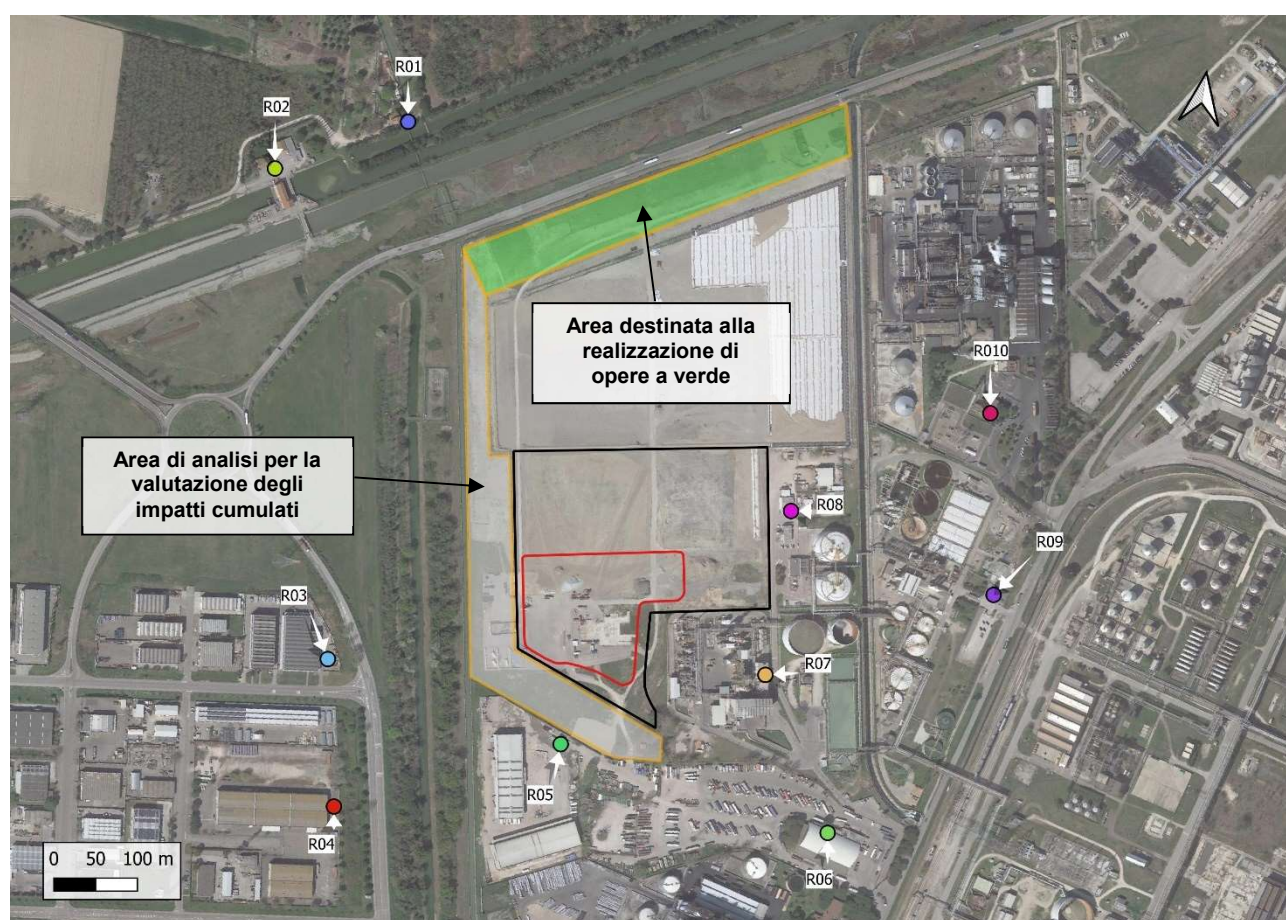 R01
R02
Area destinata alla
realizzazione di
opere a verde
R010
Area di analisi per la
valutazione degli
impatti cumulati
R08
R09
R03
R07
R05
R04
R06
0 50 100 m